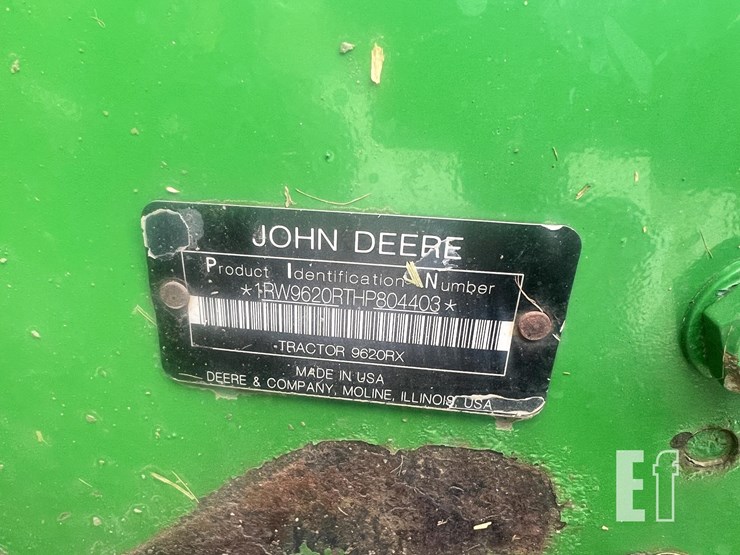 JOHN DEERE
Product Identification Number
*1RW9620RTHP804403*
TRACTOR 9620RX
MADE IN USA
DEERE & COMPANY, MOLINE, ILLINOIS, USA
Ef